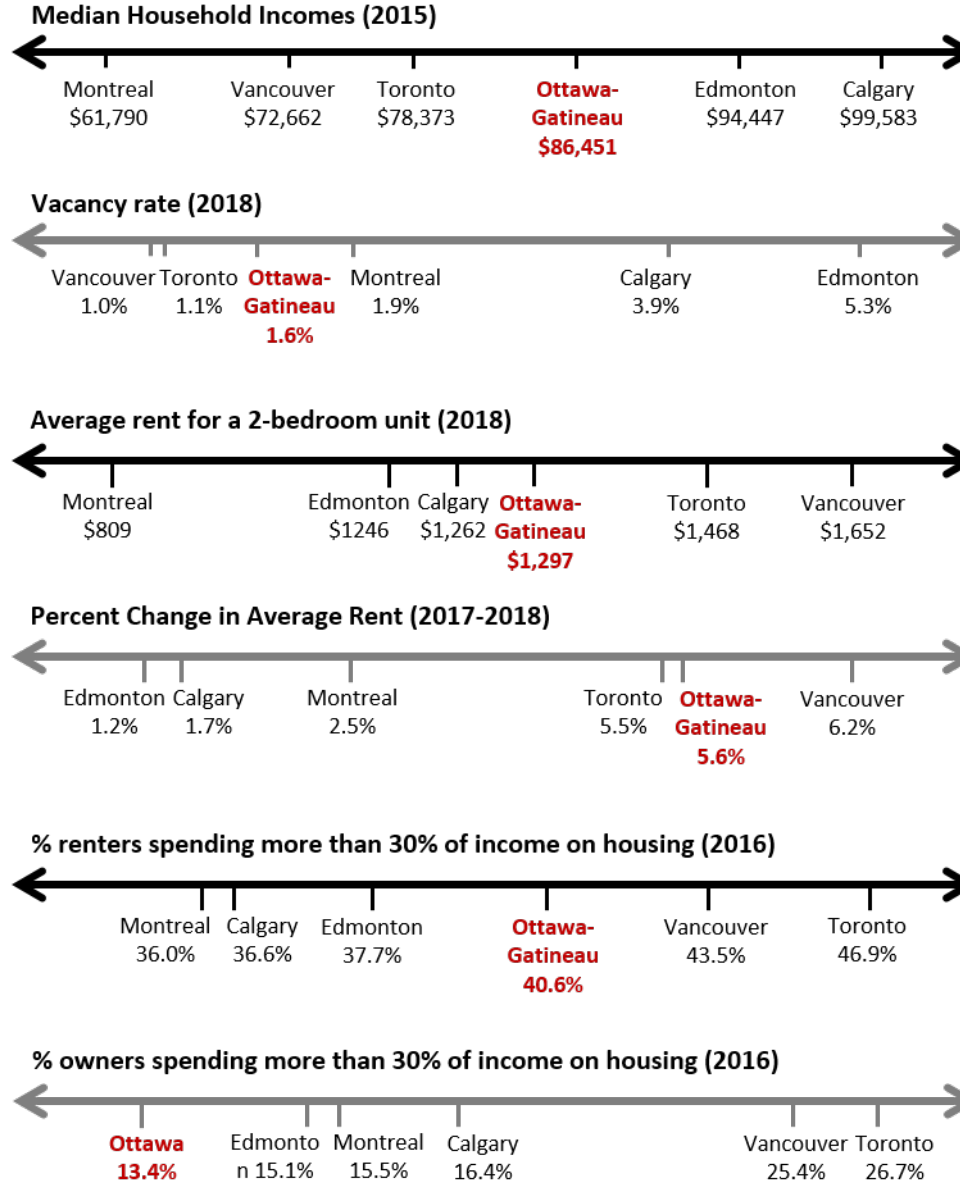 Median Household Incomes (2015)
Montreal Vancouver Toronto Ottawa- Edmonton Calgary
$61,790 $72,662 $78,373 Gatineau $94,447 $99,583
$86,451
Vacancy rate (2018)
Vancouver Toronto Ottawa- Montreal Calgary Edmonton
1.0% 1.1% Gatineau 1.9% 3.9% 5.3%
1.6%
Average rent for a 2-bedroom unit (2018)
Montreal Edmonton Calgary Ottawa- Toronto Vancouver
$809 $1246 $1,262 Gatineau $1,468 $1,652
$1,297
Percent Change in Average Rent (2017-2018)
Edmonton Calgary Montreal Toronto Ottawa- Vancouver
1.2% 1.7% 2.5% 5.5% Gatineau 6.2%
5.6%
% renters spending more than 30% of income on housing (2016)
Montreal Calgary Edmonton Ottawa- Vancouver Toronto
36.0% 36.6% 37.7% Gatineau 43.5% 46.9%
40.6%
% owners spending more than 30% of income on housing (2016)
Ottawa Edmonto Montreal Calgary Vancouver Toronto
13.4% n 15.1% 15.5% 16.4% 25.4% 26.7%